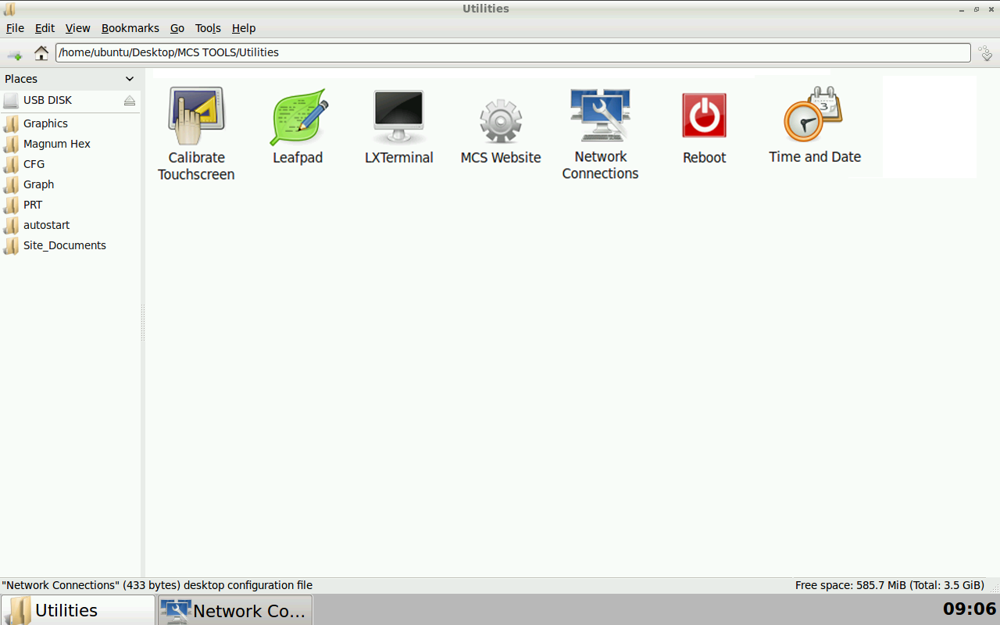 Utilities
File Edit View Bookmarks Go Tools Help
/home/ubuntu/Desktop/MCS TOOLS/Utilities
Places
USB DISK
Graphics
Magnum Hex
CFG
Graph
PRT
autostart
Site_Documents
Calibrate
Touchscreen
Leafpad
LXTerminal
MCS Website
Network
Connections
Reboot
3
Time and Date
"Network Connections" (433 bytes) desktop configuration file
Free space: 585.7 MiB (Total: 3.5 GiB)
Utilities
Network Co...
09:06